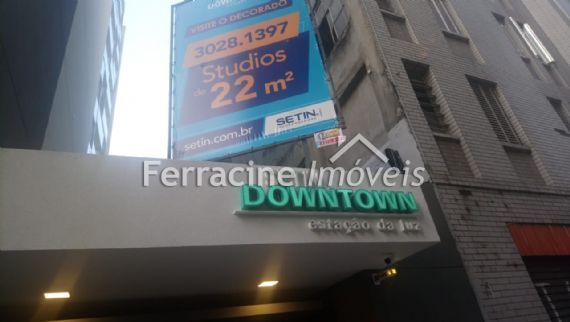 VISITE O DECORADO
3028.1397
Studios
de 22 m²
SETIN
setin.com.br
Ferracine Imóveis
DOWNTOWN
estação da luz